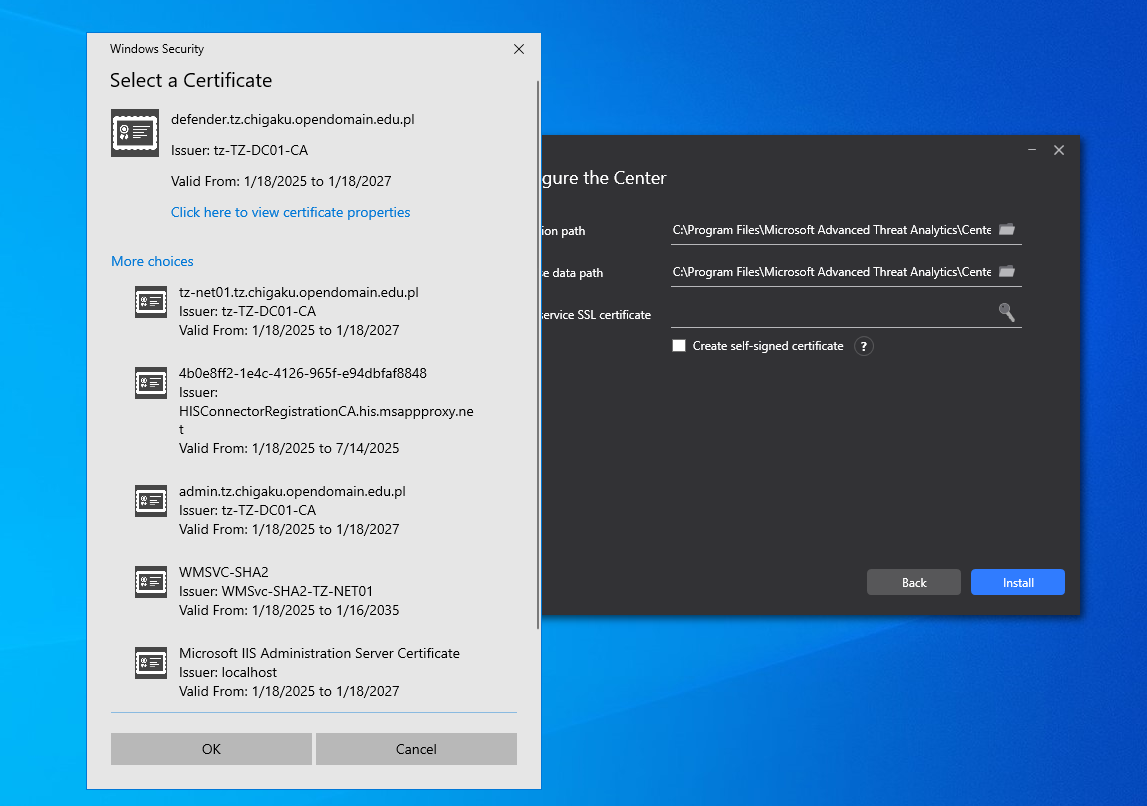 Windows Security
Select a Certificate
defender.tz.chigaku.opendomain.edu.pl
Issuer: tz-TZ-DC01-CA
Valid From: 1/18/2025 to 1/18/2027
Click here to view certificate properties
More choices
tz-net01.tz.chigaku.opendomain.edu.pl
Issuer: tz-TZ-DC01-CA
Valid From: 1/18/2025 to 1/18/2027
4b0e8ff2-1e4c-4126-965f-e94dbfaf8848
Issuer:
HISConnectorRegistrationCA.his.msappproxy.ne
t
Valid From: 1/18/2025 to 7/14/2025
admin.tz.chigaku.opendomain.edu.pl
Issuer: tz-TZ-DC01-CA
Valid From: 1/18/2025 to 1/18/2027
WMSVC-SHA2
Issuer: WMSvc-SHA2-TZ-NET01
Valid From: 1/18/2025 to 1/16/2035
Microsoft IIS Administration Server Certificate
Issuer: localhost
Valid From: 1/18/2025 to 1/18/2027
OK
Cancel
gure the Center
ion path
C:\Program Files\Microsoft Advanced Threat Analytics\Cente
e data path
C:\Program Files\Microsoft Advanced Threat Analytics\Cente
service SSL certificate
Create self-signed certificate ?
Back
Install